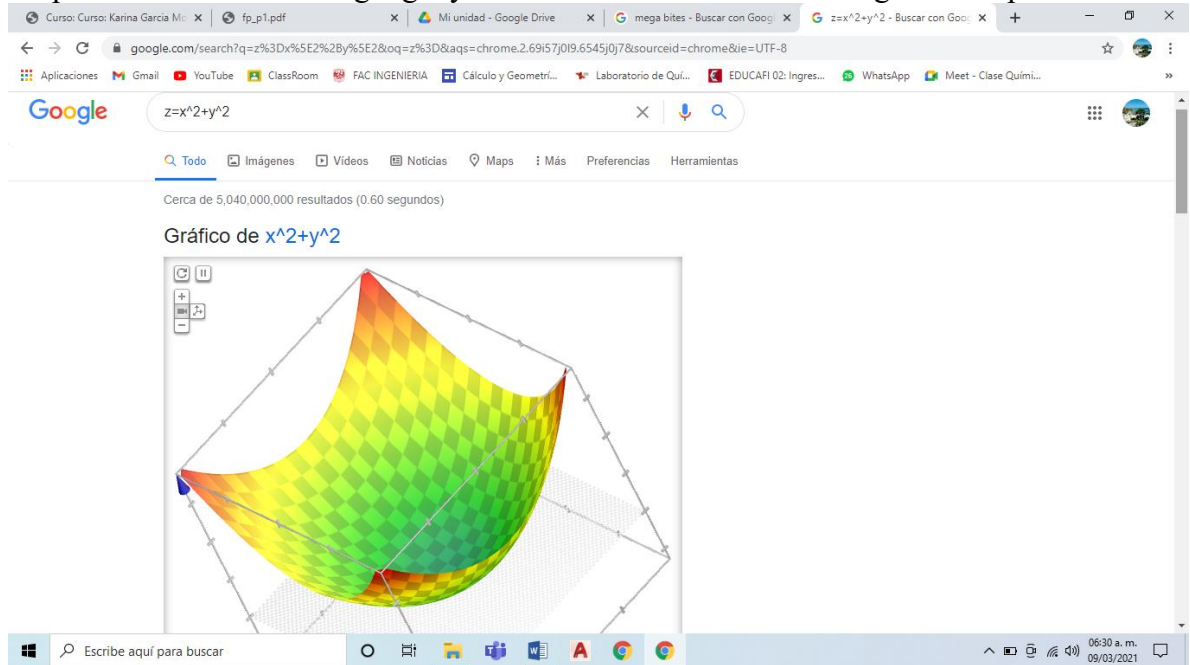 Curso: Curso: Karina Garcia Mo
fp_p1.pdf
Mi unidad - Google Drive
mega bites - Buscar con Goog
z=x^2+y^2 - Buscar con Goog
google.com/search?q=z%3Dx%5E2%2By%5E2&oq=z%3D&aqs=chrome.2.69i57j0l9.6545j0j7&sourceid=chrome&ie=UTF-8
Aplicaciones
Gmail
YouTube
ClassRoom
FAC INGENIERIA
Cálculo y Geometrí...
Laboratorio de Quí...
EDUCAFI 02: Ingres...
WhatsApp
Meet - Clase Quími...
Google
z=x^2+y^2
Todo
Imágenes
Vídeos
Noticias
Maps
Más
Preferencias
Herramientas
Cerca de 5,040,000,000 resultados (0.60 segundos)
Gráfico de x^2+y^2
Escribe aquí para buscar
06:30 a. m.
09/03/2021